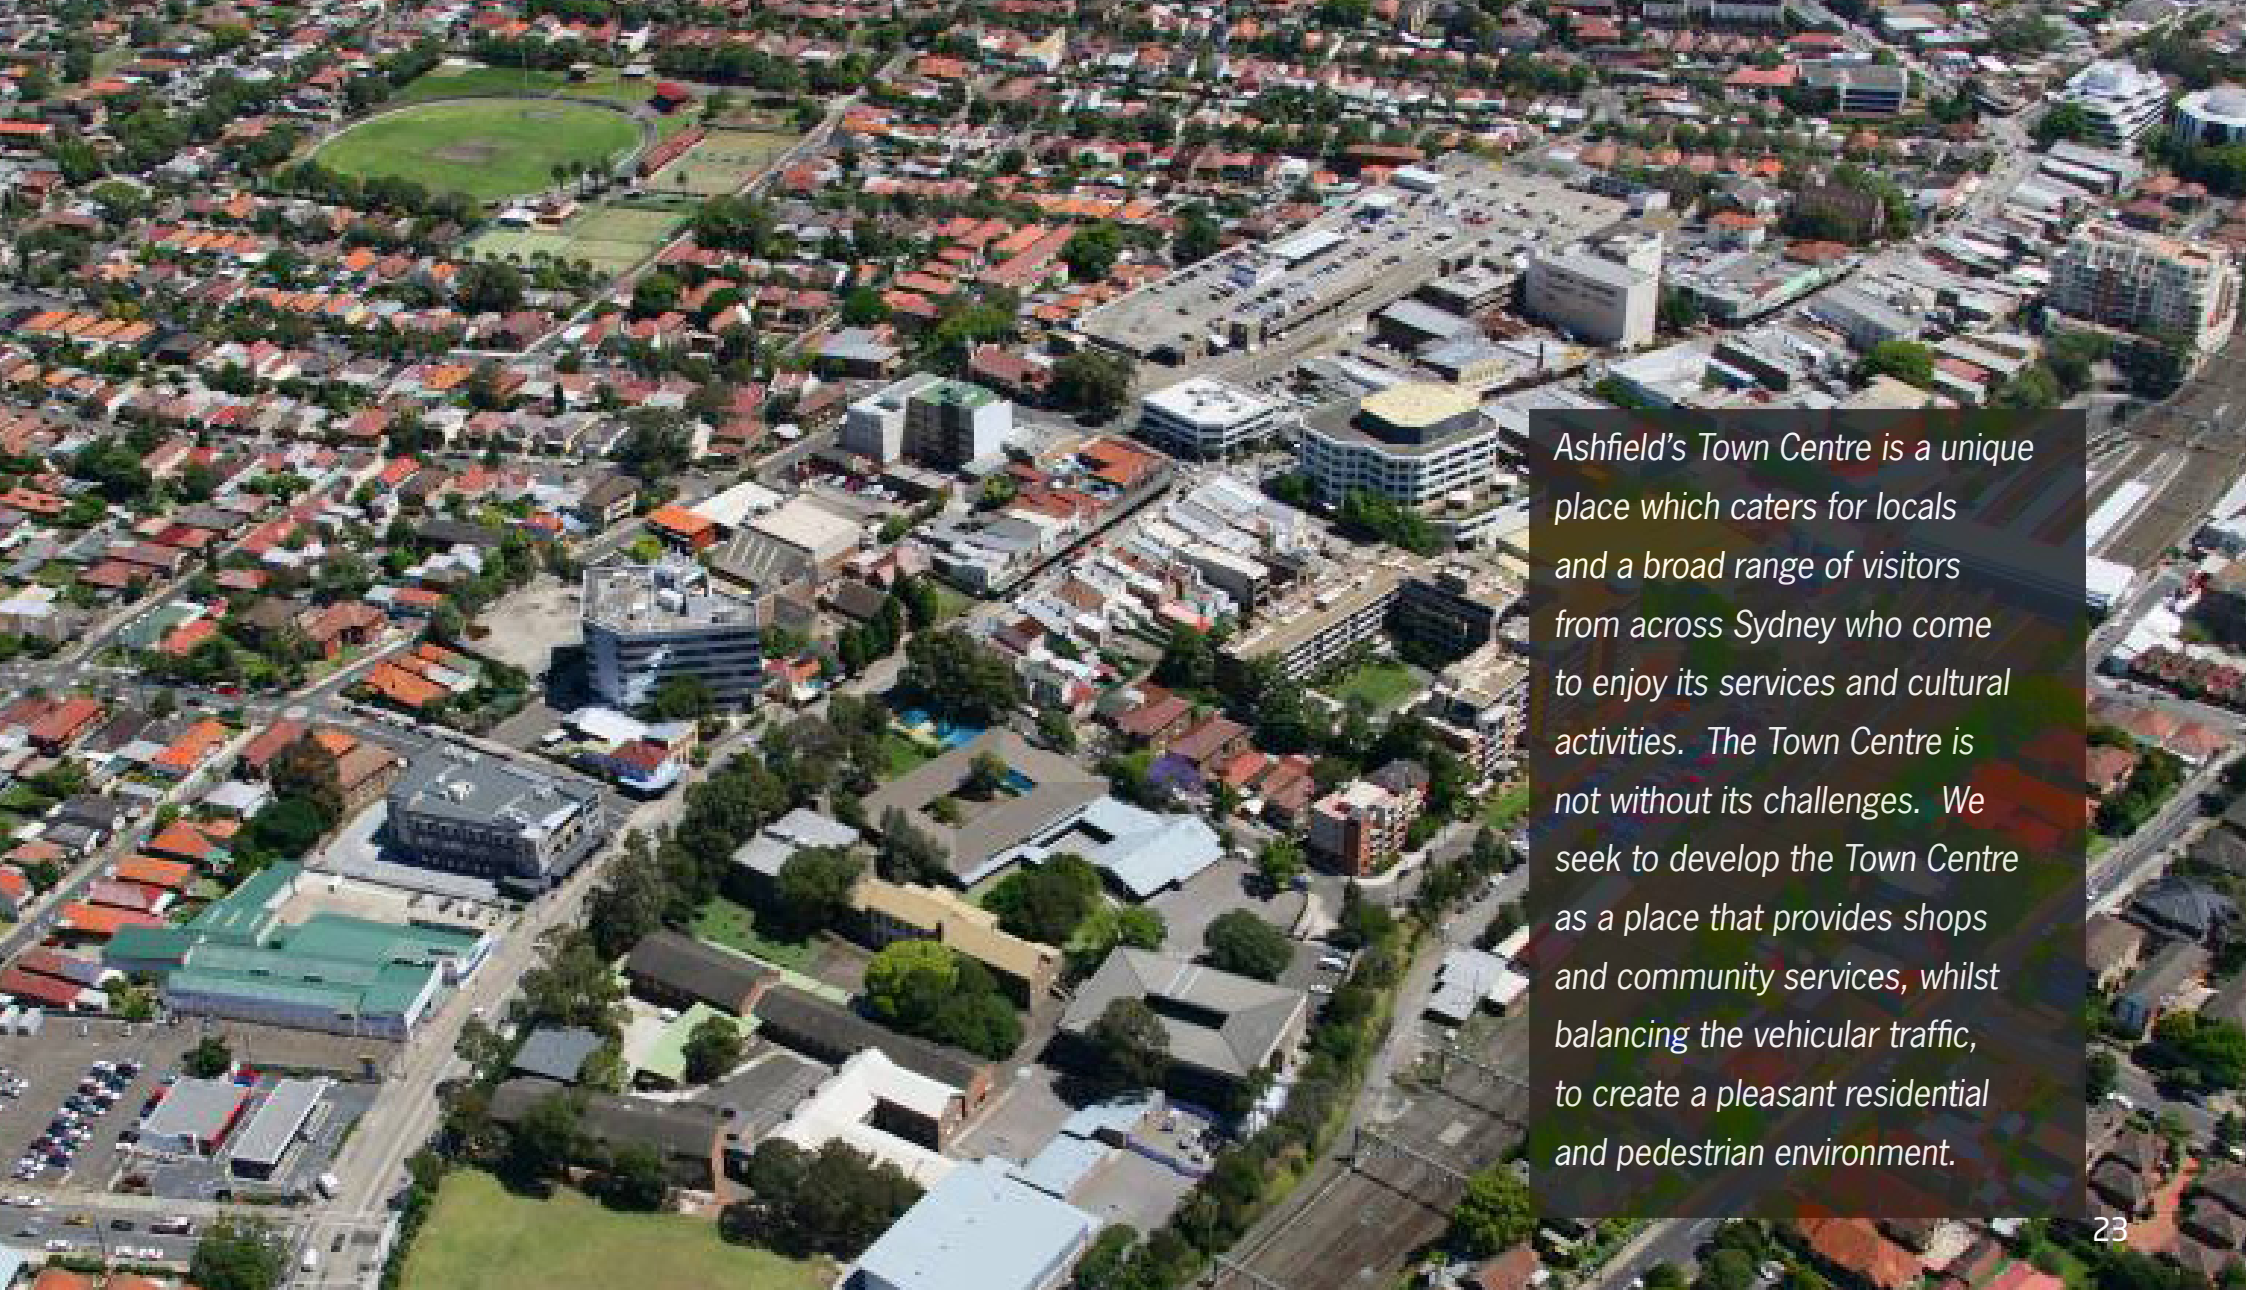 Ashfield's Town Centre is a unique
place which caters for locals
and a broad range of visitors
from across Sydney who come
to enjoy its services and cultural
activities.  The Town Centre is
not without its challenges.  We
seek to develop the Town Centre
as a place that provides shops
and community services, whilst
balancing the vehicular traffic,
to create a pleasant residential
and pedestrian environment.
23